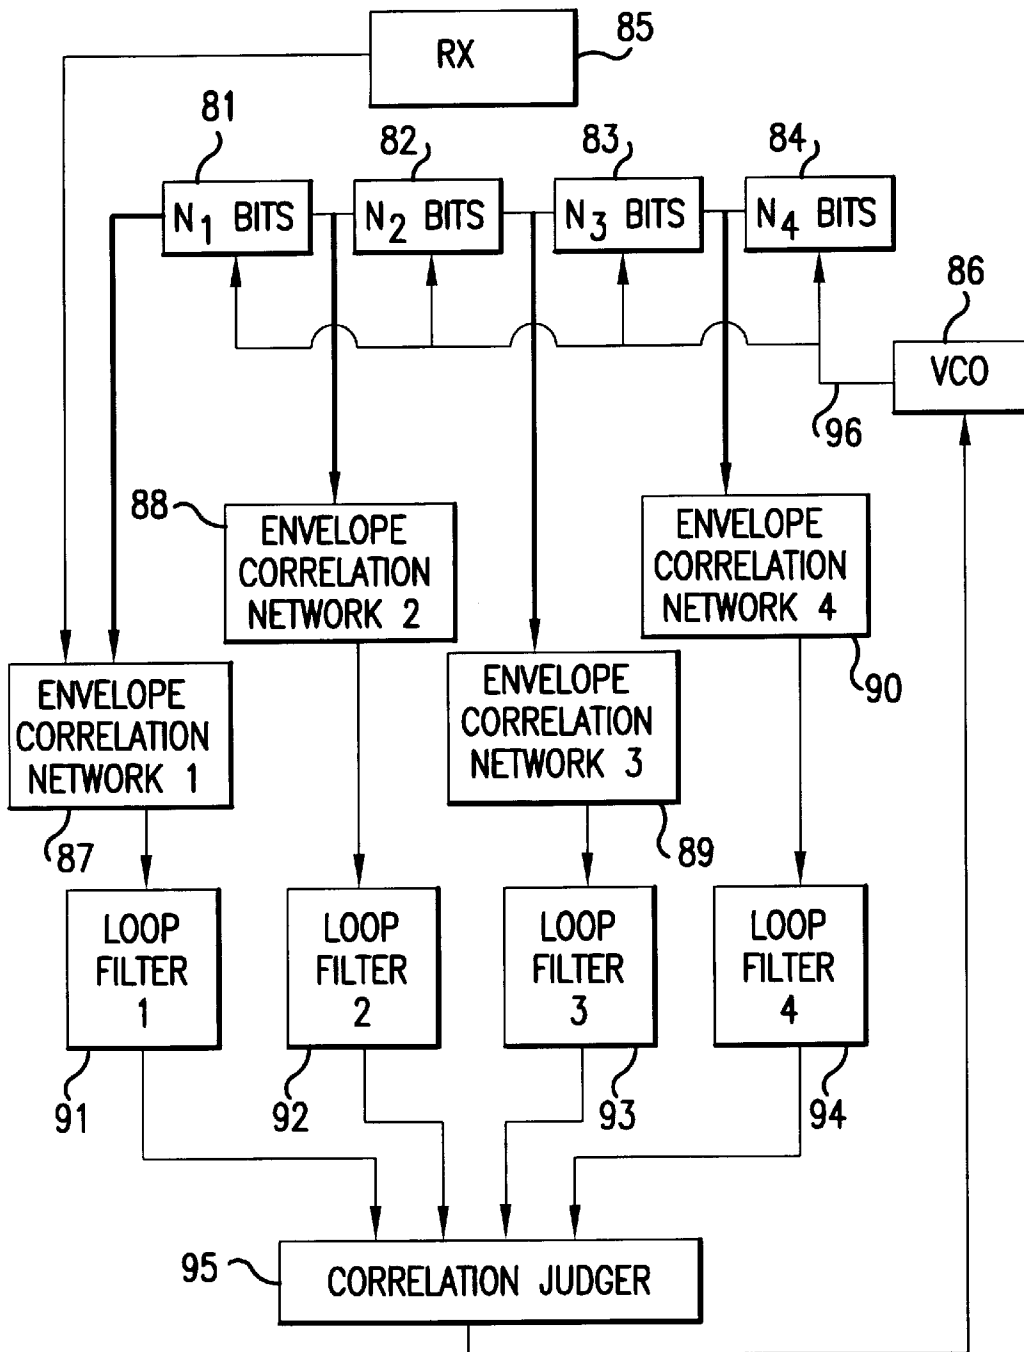 RX
85
81
82
83
84
N1 BITS
N2 BITS
N3 BITS
N4 BITS
86
VCO
96
88
ENVELOPE
CORRELATION
NETWORK 2
ENVELOPE
CORRELATION
NETWORK 4
90
ENVELOPE
CORRELATION
NETWORK 1
87
ENVELOPE
CORRELATION
NETWORK 3
89
LOOP
FILTER
1
LOOP
FILTER
2
LOOP
FILTER
3
LOOP
FILTER
4
91
92
93
94
95
CORRELATION JUDGER